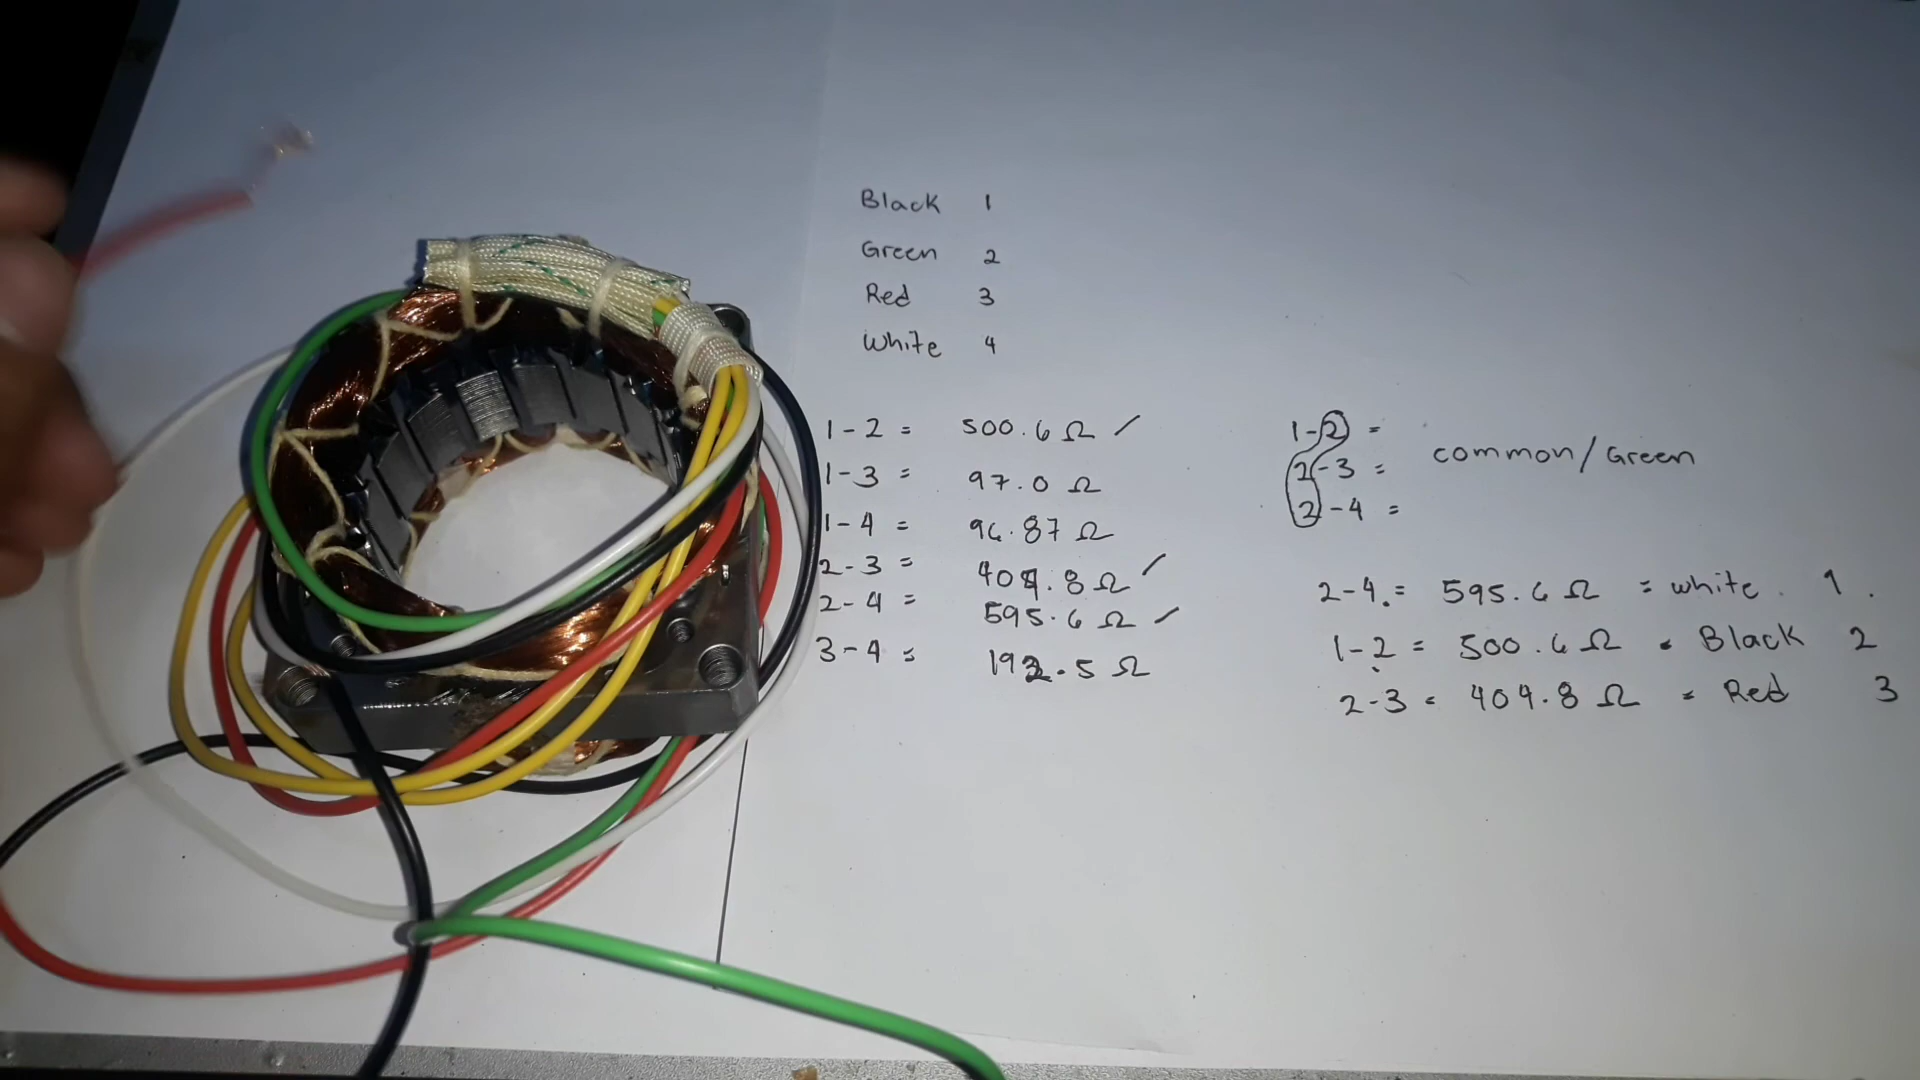 Black 1
Green 2
Red 3
White 4
1-2 = 500.6 Ω ✓
1-3 = 97.0 Ω
1-4 = 96.87 Ω
2-3 = 404.8 Ω ✓
2-4 = 595.6 Ω ✓
3-4 = 192.5 Ω
1-2 =
2-3 = common/Green
2-4 =
2-4. = 595.6 Ω = white. 1.
1-2 = 500.6 Ω = Black 2
2-3 = 404.8 Ω = Red 3